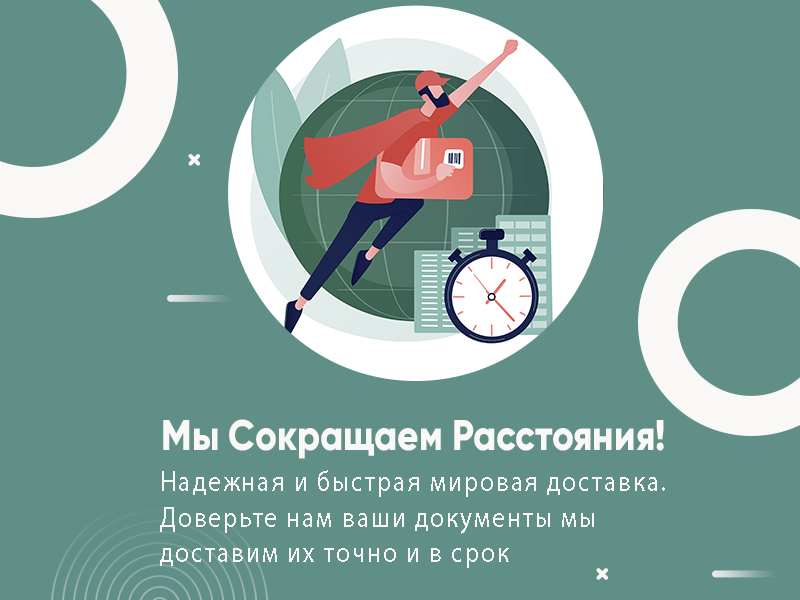 Мы Сокращаем Расстояния!
Надежная и быстрая мировая доставка.
Доверьте нам ваши документы мы
доставим их точно и в срок